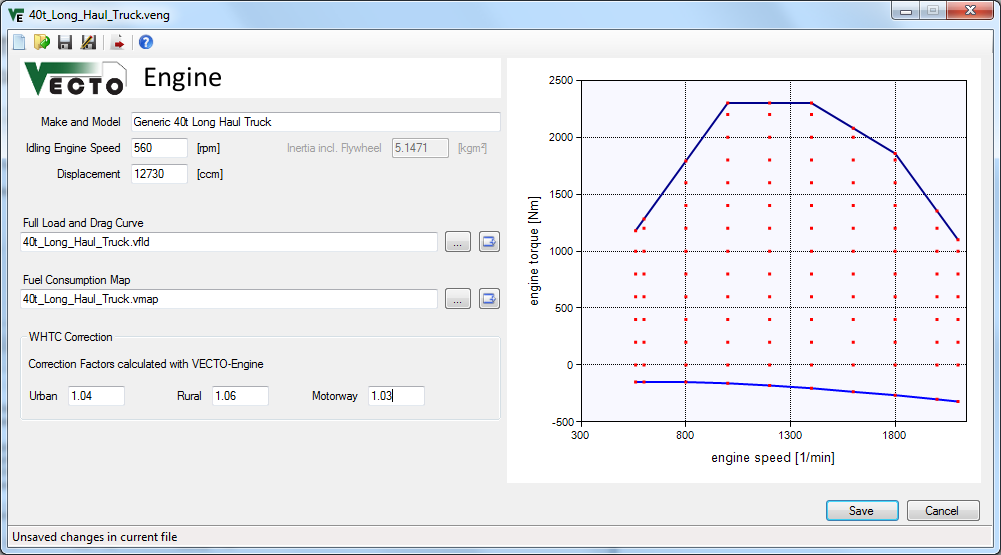 40t_Long_Haul_Truck.veng
VECTO Engine
Make and Model Generic 40t Long Haul Truck
Idling Engine Speed 560 [rpm] Inertia incl. Flywheel 5.1471 [kgm²]
Displacement 12730 [ccm]
Full Load and Drag Curve
40t_Long_Haul_Truck.vfld ...
Fuel Consumption Map
40t_Long_Haul_Truck.vmap ...
WHTC Correction
Correction Factors calculated with VECTO-Engine
Urban 1.04 Rural 1.06 Motorway 1.03
2500
2000
1500
1000
500
0
-500
engine torque [Nm]
300 800 1300 1800
engine speed [1/min]
Save Cancel
Unsaved changes in current file